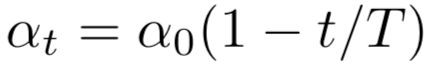 αₜ = α₀(1 − t/T)